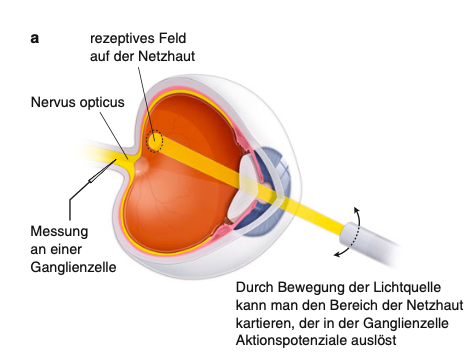 a
rezeptives Feld
auf der Netzhaut
Nervus opticus
Messung
an einer
Ganglienzelle
Durch Bewegung der Lichtquelle
kann man den Bereich der Netzhaut
kartieren, der in der Ganglienzelle
Aktionspotenziale auslöst